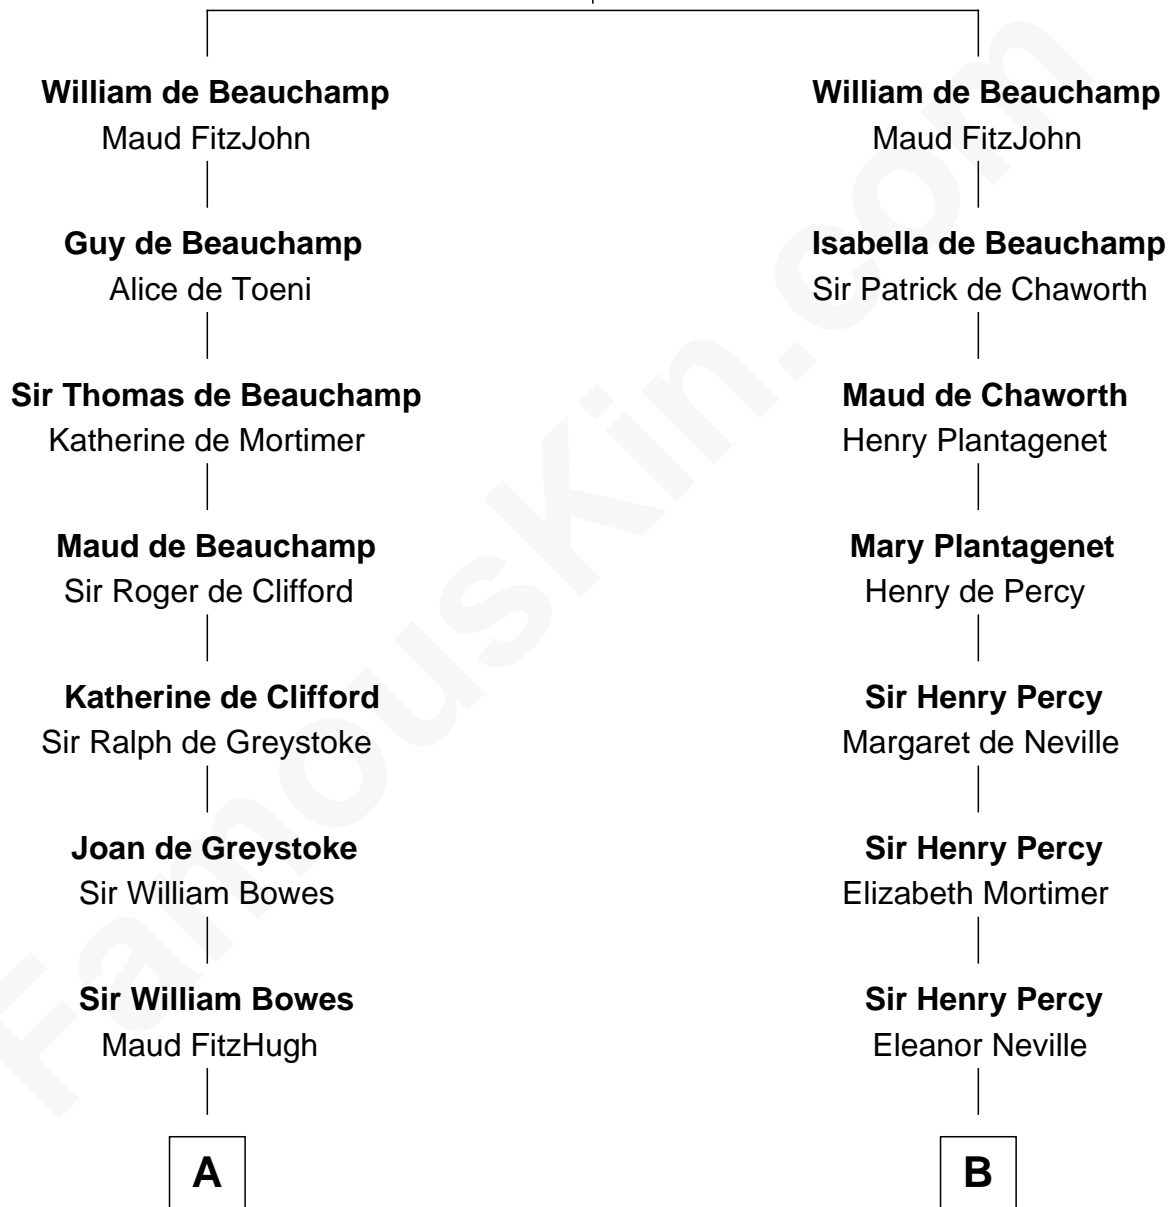 William de Beauchamp
Maud FitzJohn
Guy de Beauchamp
Alice de Toeni
Sir Thomas de Beauchamp
Katherine de Mortimer
Maud de Beauchamp
Sir Roger de Clifford
Katherine de Clifford
Sir Ralph de Greystoke
Joan de Greystoke
Sir William Bowes
Sir William Bowes
Maud FitzHugh
A
William de Beauchamp
Maud FitzJohn
Isabella de Beauchamp
Sir Patrick de Chaworth
Maud de Chaworth
Henry Plantagenet
Mary Plantagenet
Henry de Percy
Sir Henry Percy
Margaret de Neville
Sir Henry Percy
Elizabeth Mortimer
Sir Henry Percy
Eleanor Neville
B
FamousKin.com